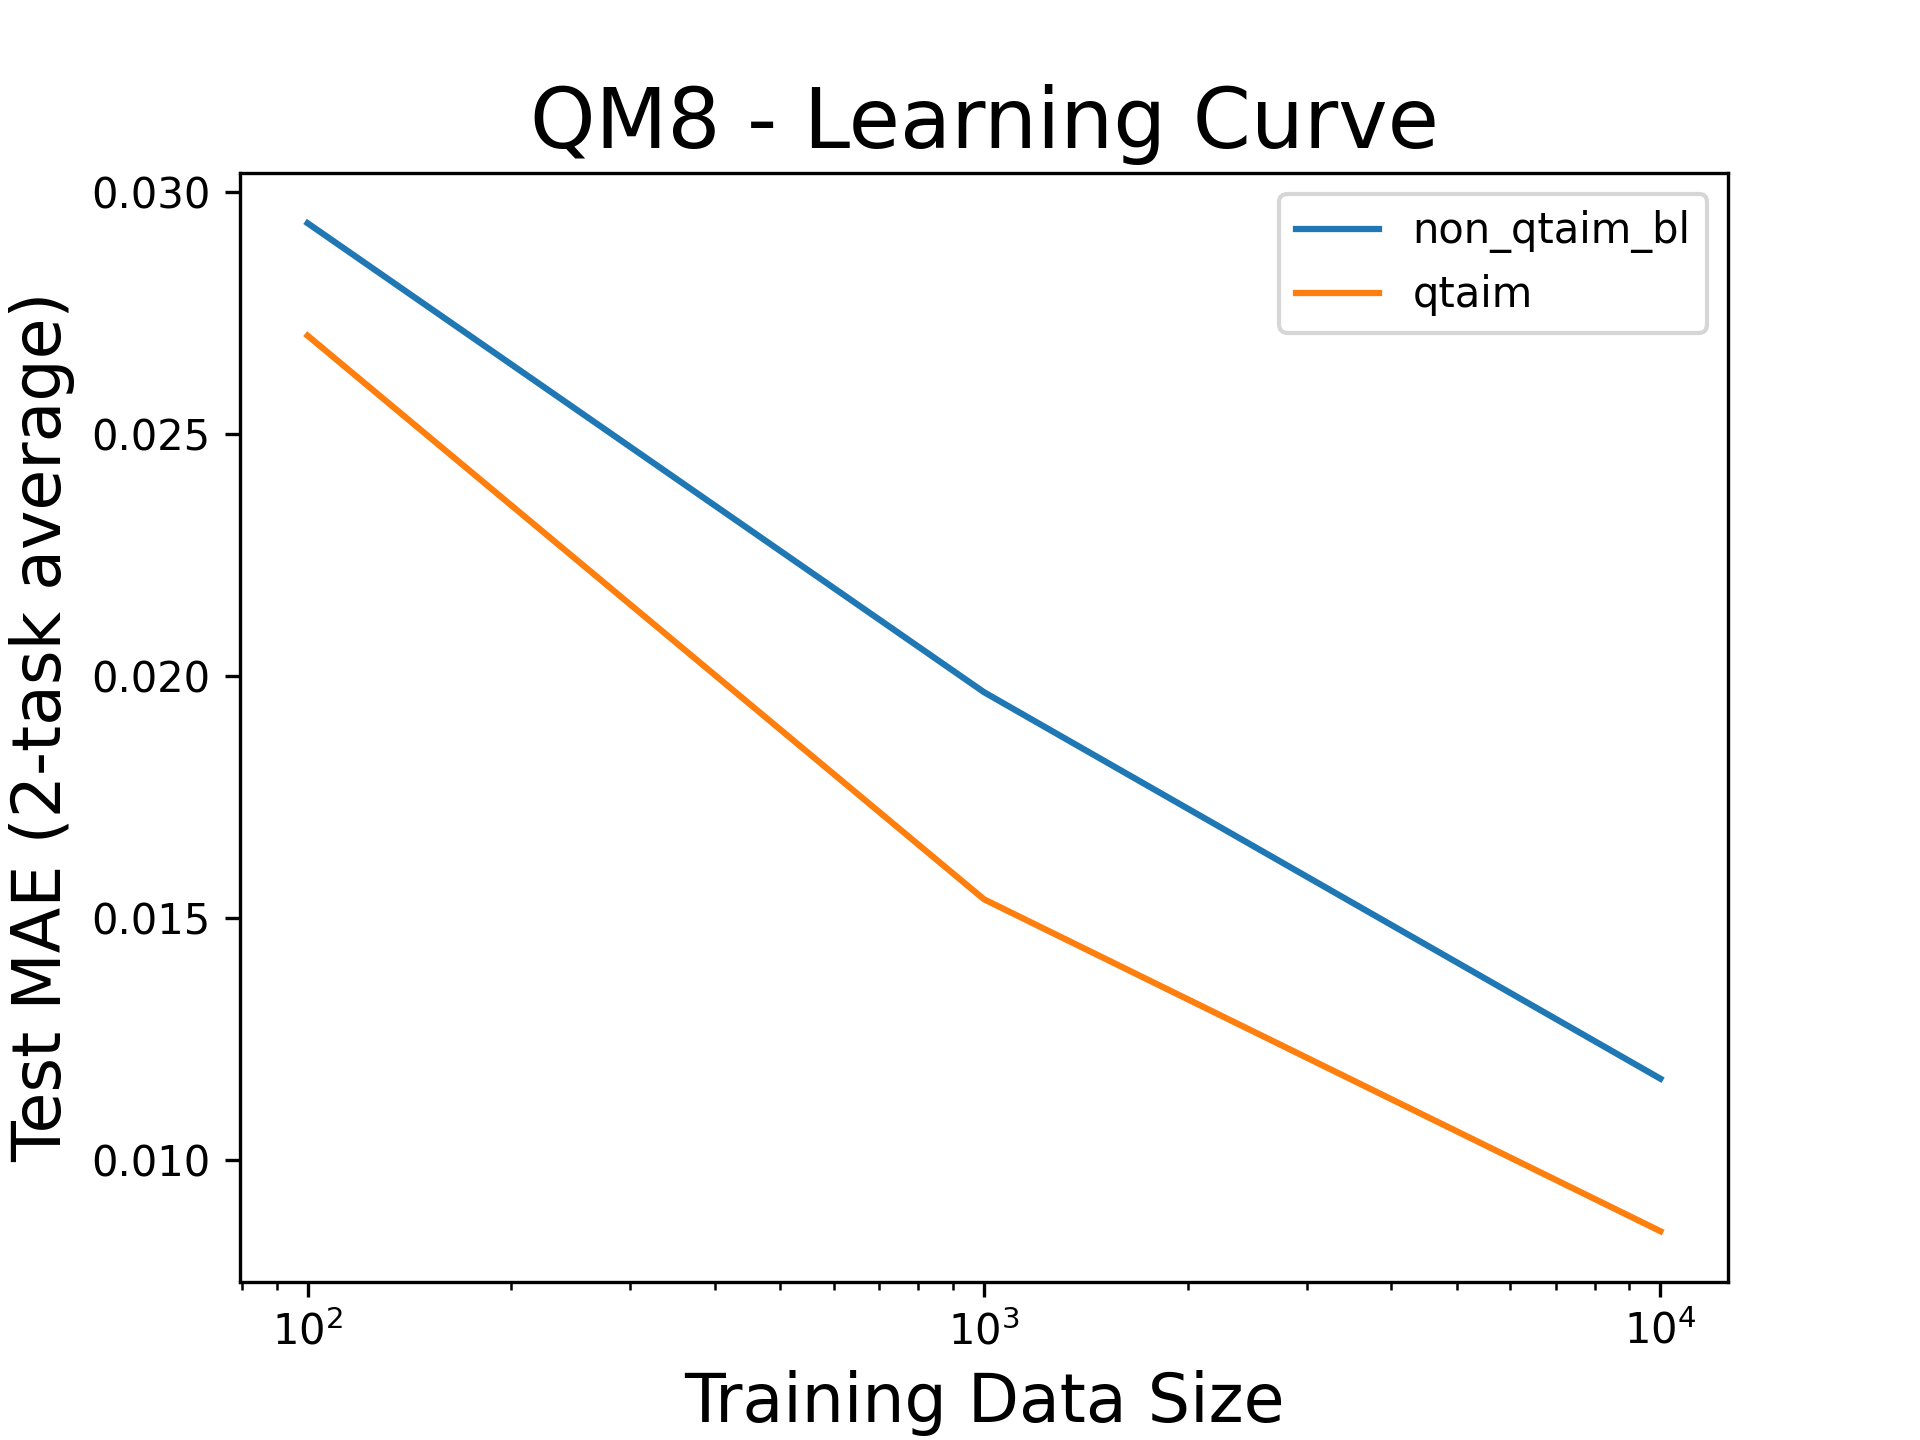 QM8 - Learning Curve
0.030
0.025
0.020
0.015
0.010
Test MAE (2-task average)
non_qtaim_bl
qtaim
10² 10³ 10⁴
Training Data Size